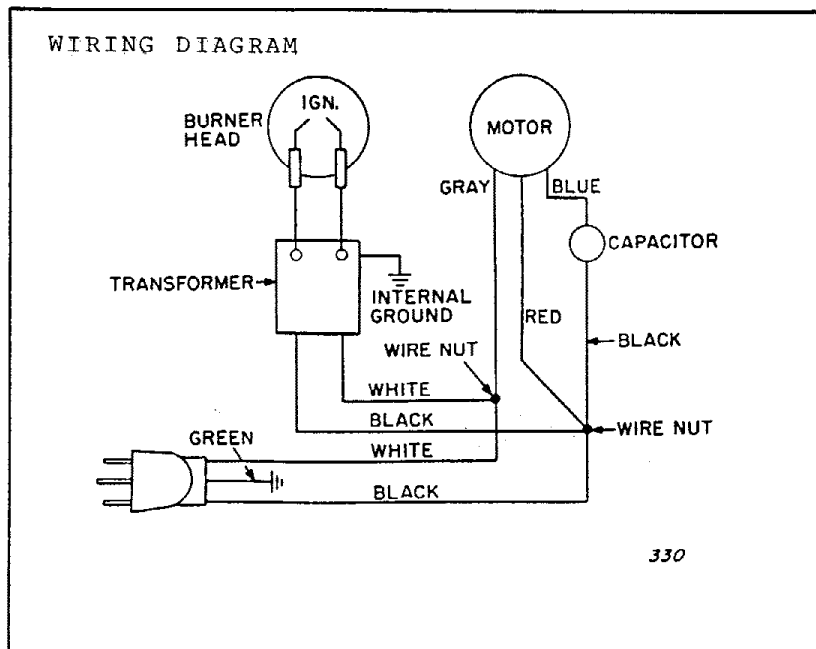 WIRING DIAGRAM
IGN.
BURNER
HEAD
MOTOR
GRAY
BLUE
CAPACITOR
TRANSFORMER
INTERNAL
GROUND
RED
WIRE NUT
BLACK
WHITE
BLACK
WIRE NUT
GREEN
WHITE
BLACK
330